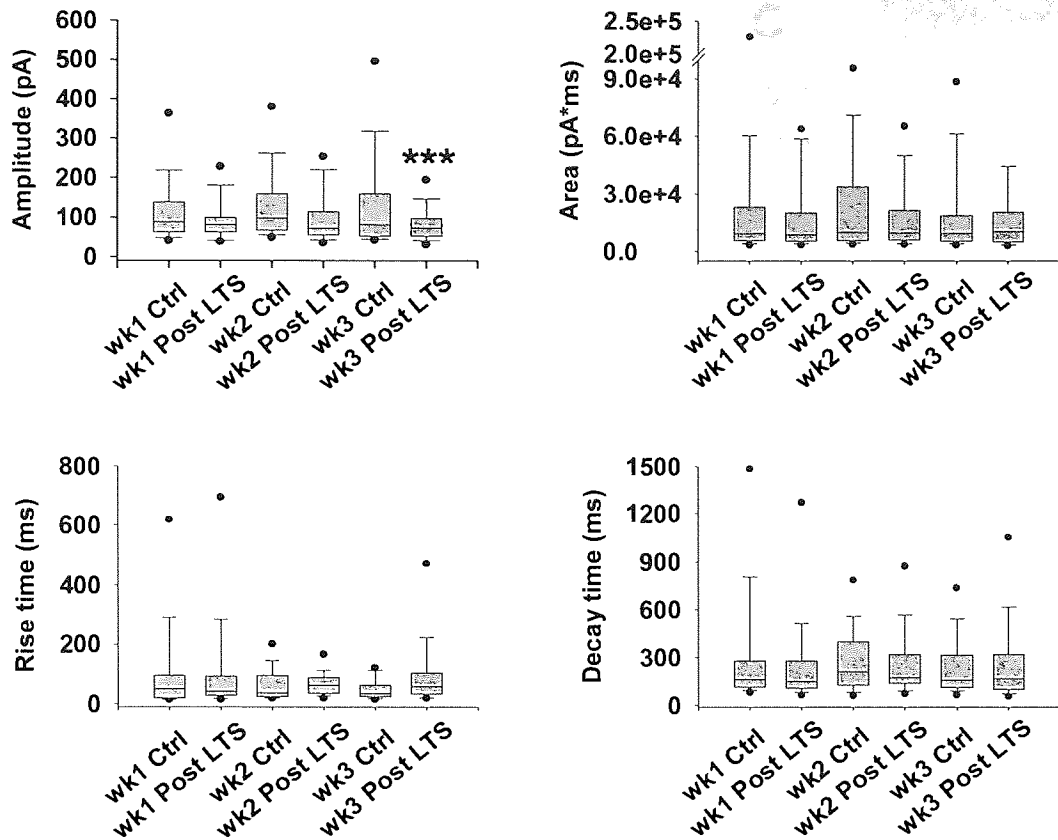 Amplitude (pA)
600
500
400
300
200
100
0
***
wk1 Ctrl
wk1 Post LTS
wk2 Ctrl
wk2 Post LTS
wk3 Ctrl
wk3 Post LTS
Area (pA*ms)
2.5e+5
2.0e+5
9.0e+4
6.0e+4
3.0e+4
0.0
wk1 Ctrl
wk1 Post LTS
wk2 Ctrl
wk2 Post LTS
wk3 Ctrl
wk3 Post LTS
Rise time (ms)
800
600
400
200
0
wk1 Ctrl
wk1 Post LTS
wk2 Ctrl
wk2 Post LTS
wk3 Ctrl
wk3 Post LTS
Decay time (ms)
1500
1200
900
600
300
0
wk1 Ctrl
wk1 Post LTS
wk2 Ctrl
wk2 Post LTS
wk3 Ctrl
wk3 Post LTS